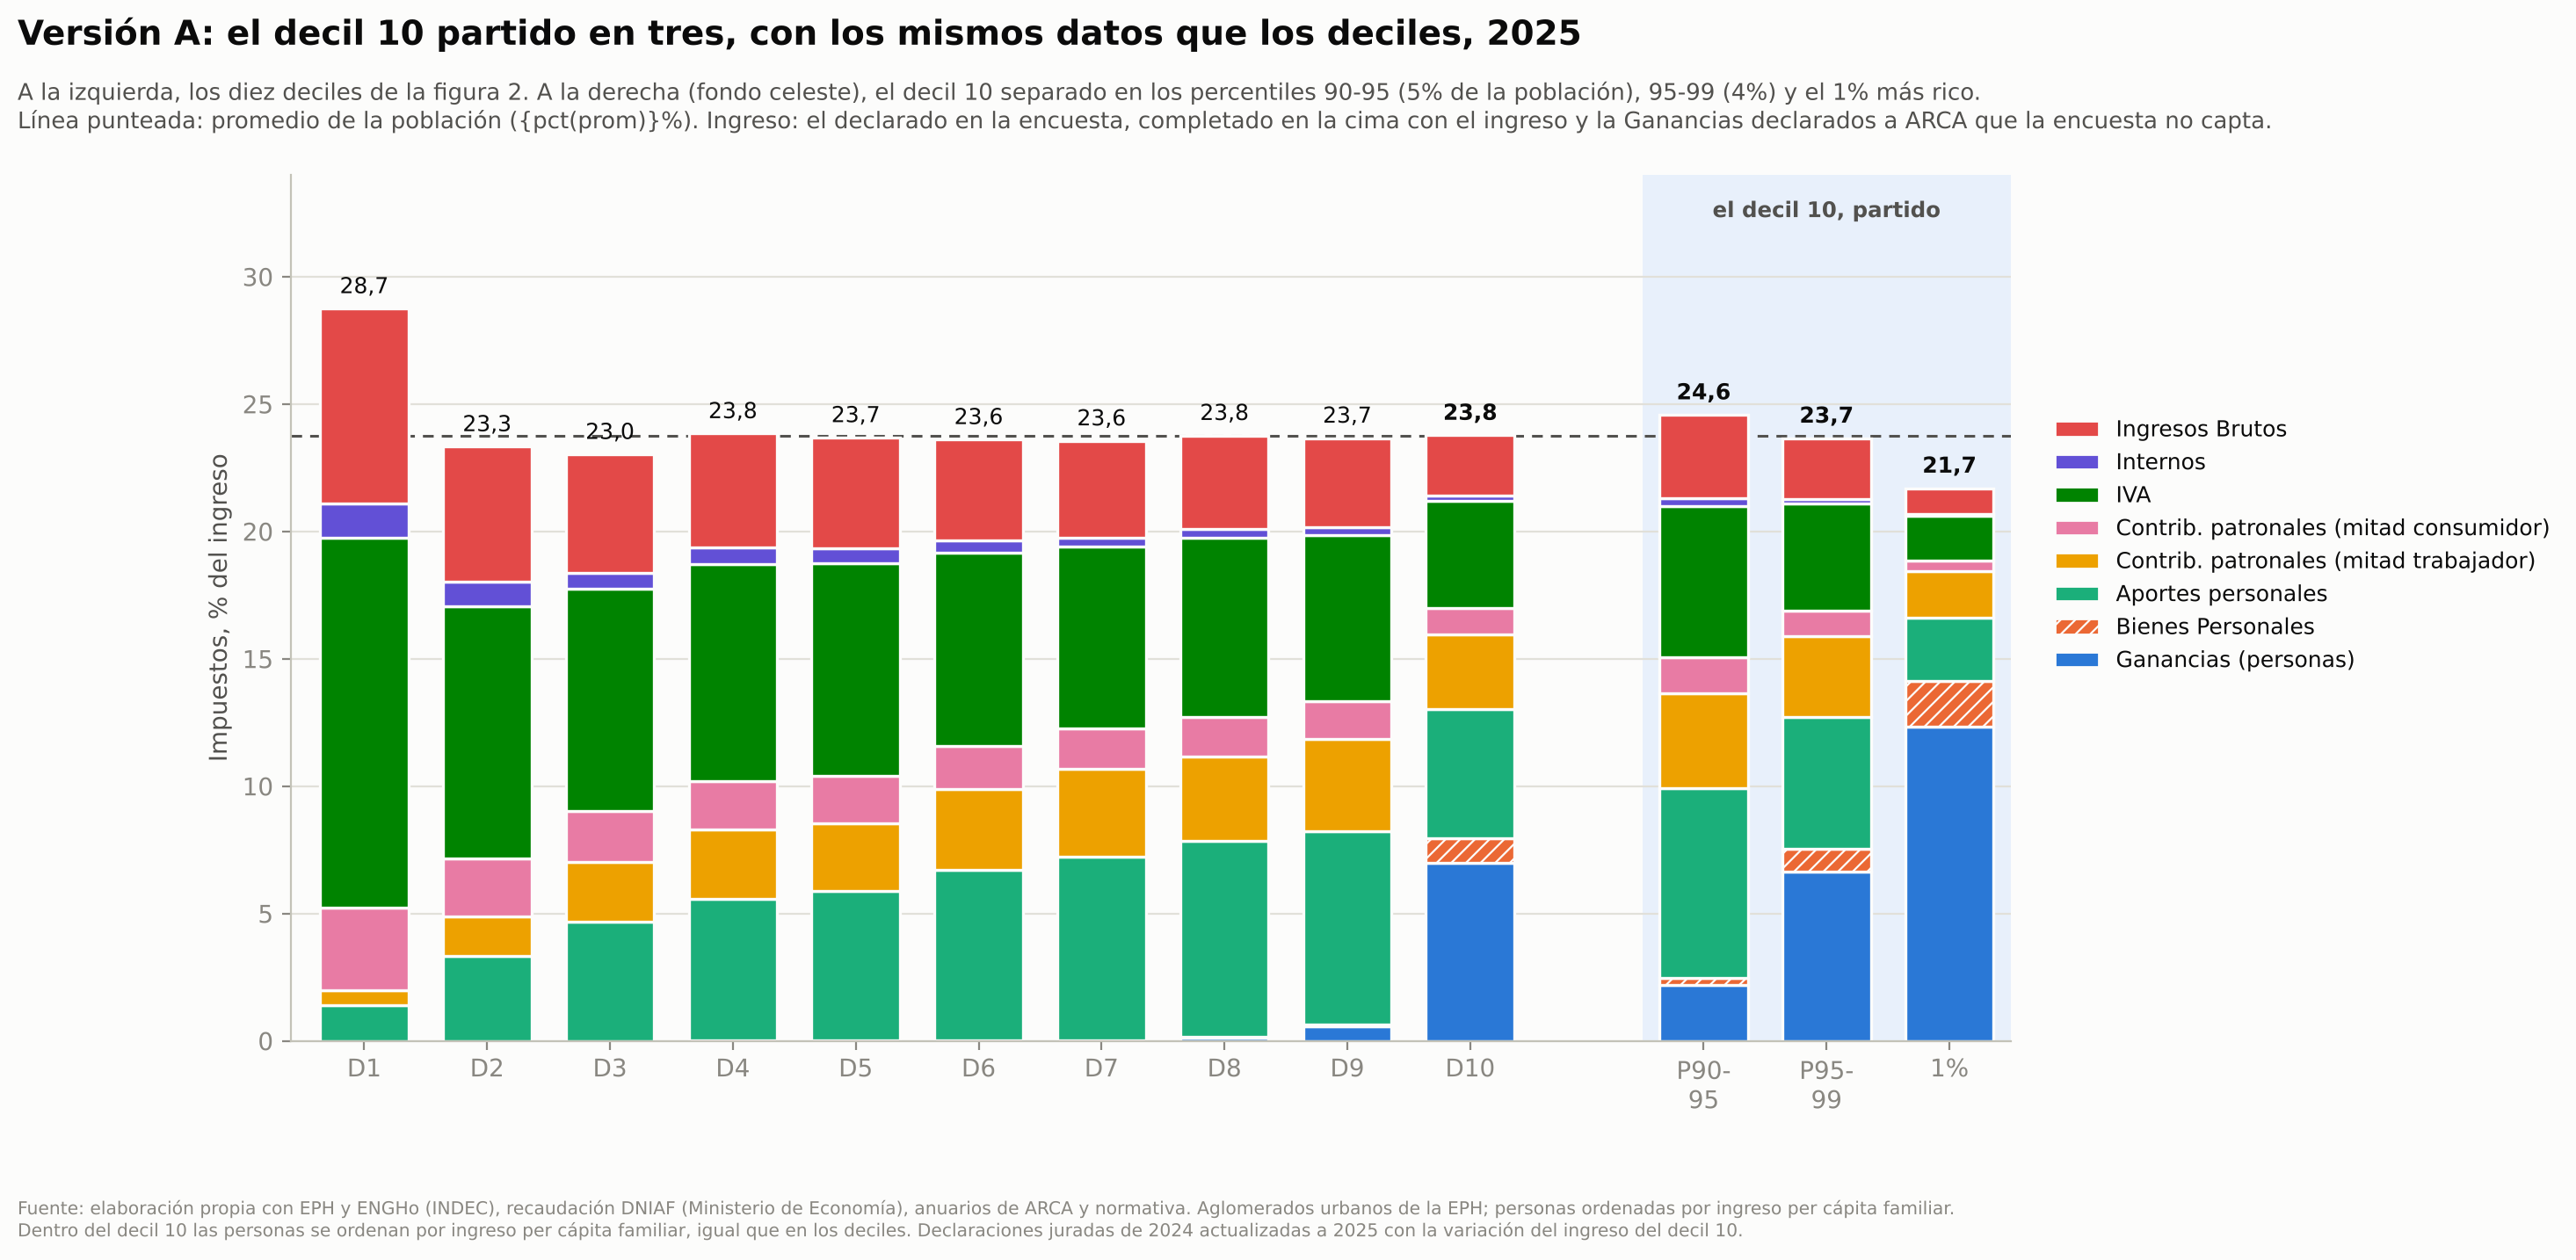 Versión A: el decil 10 partido en tres, con los mismos datos que los deciles, 2025
A la izquierda, los diez deciles de la figura 2. A la derecha (fondo celeste), el decil 10 separado en los percentiles 90-95 (5% de la población), 95-99 (4%) y el 1% más rico.
Línea punteada: promedio de la población ({pct(prom)}%). Ingreso: el declarado en la encuesta, completado en la cima con el ingreso y la Ganancias declarados a ARCA que la encuesta no capta.
el decil 10, partido
Impuestos, % del ingreso
30
25
20
15
10
5
0
28,7
23,3
23,0
23,8
23,7
23,6
23,6
23,8
23,7
23,8
24,6
23,7
21,7
D1
D2
D3
D4
D5
D6
D7
D8
D9
D10
P90-
95
P95-
99
1%
Ingresos Brutos
Internos
IVA
Contrib. patronales (mitad consumidor)
Contrib. patronales (mitad trabajador)
Aportes personales
Bienes Personales
Ganancias (personas)
Fuente: elaboración propia con EPH y ENGHo (INDEC), recaudación DNIAF (Ministerio de Economía), anuarios de ARCA y normativa. Aglomerados urbanos de la EPH; personas ordenadas por ingreso per cápita familiar.
Dentro del decil 10 las personas se ordenan por ingreso per cápita familiar, igual que en los deciles. Declaraciones juradas de 2024 actualizadas a 2025 con la variación del ingreso del decil 10.